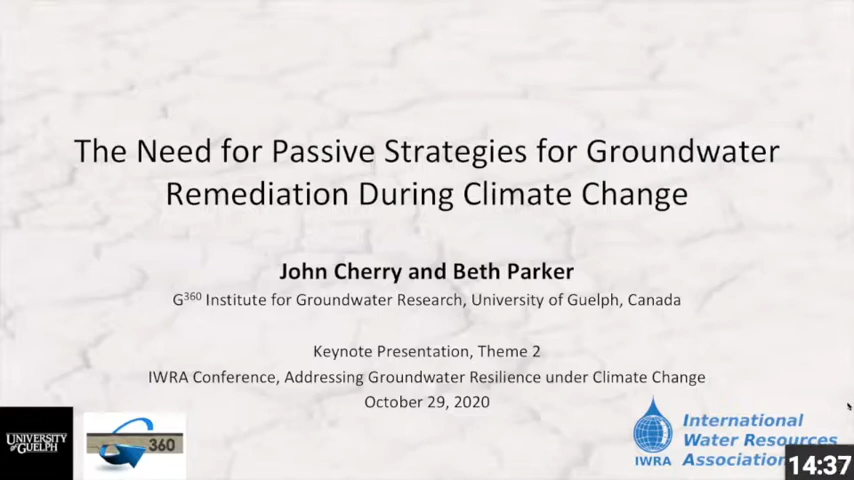 The Need for Passive Strategies for Groundwater
Remediation During Climate Change
John Cherry and Beth Parker
G360 Institute for Groundwater Research, University of Guelph, Canada
Keynote Presentation, Theme 2
IWRA Conference, Addressing Groundwater Resilience under Climate Change
October 29, 2020
UNIVERSITY
OF GUELPH
360
IWRA
International
Water Resources
Association
14:37